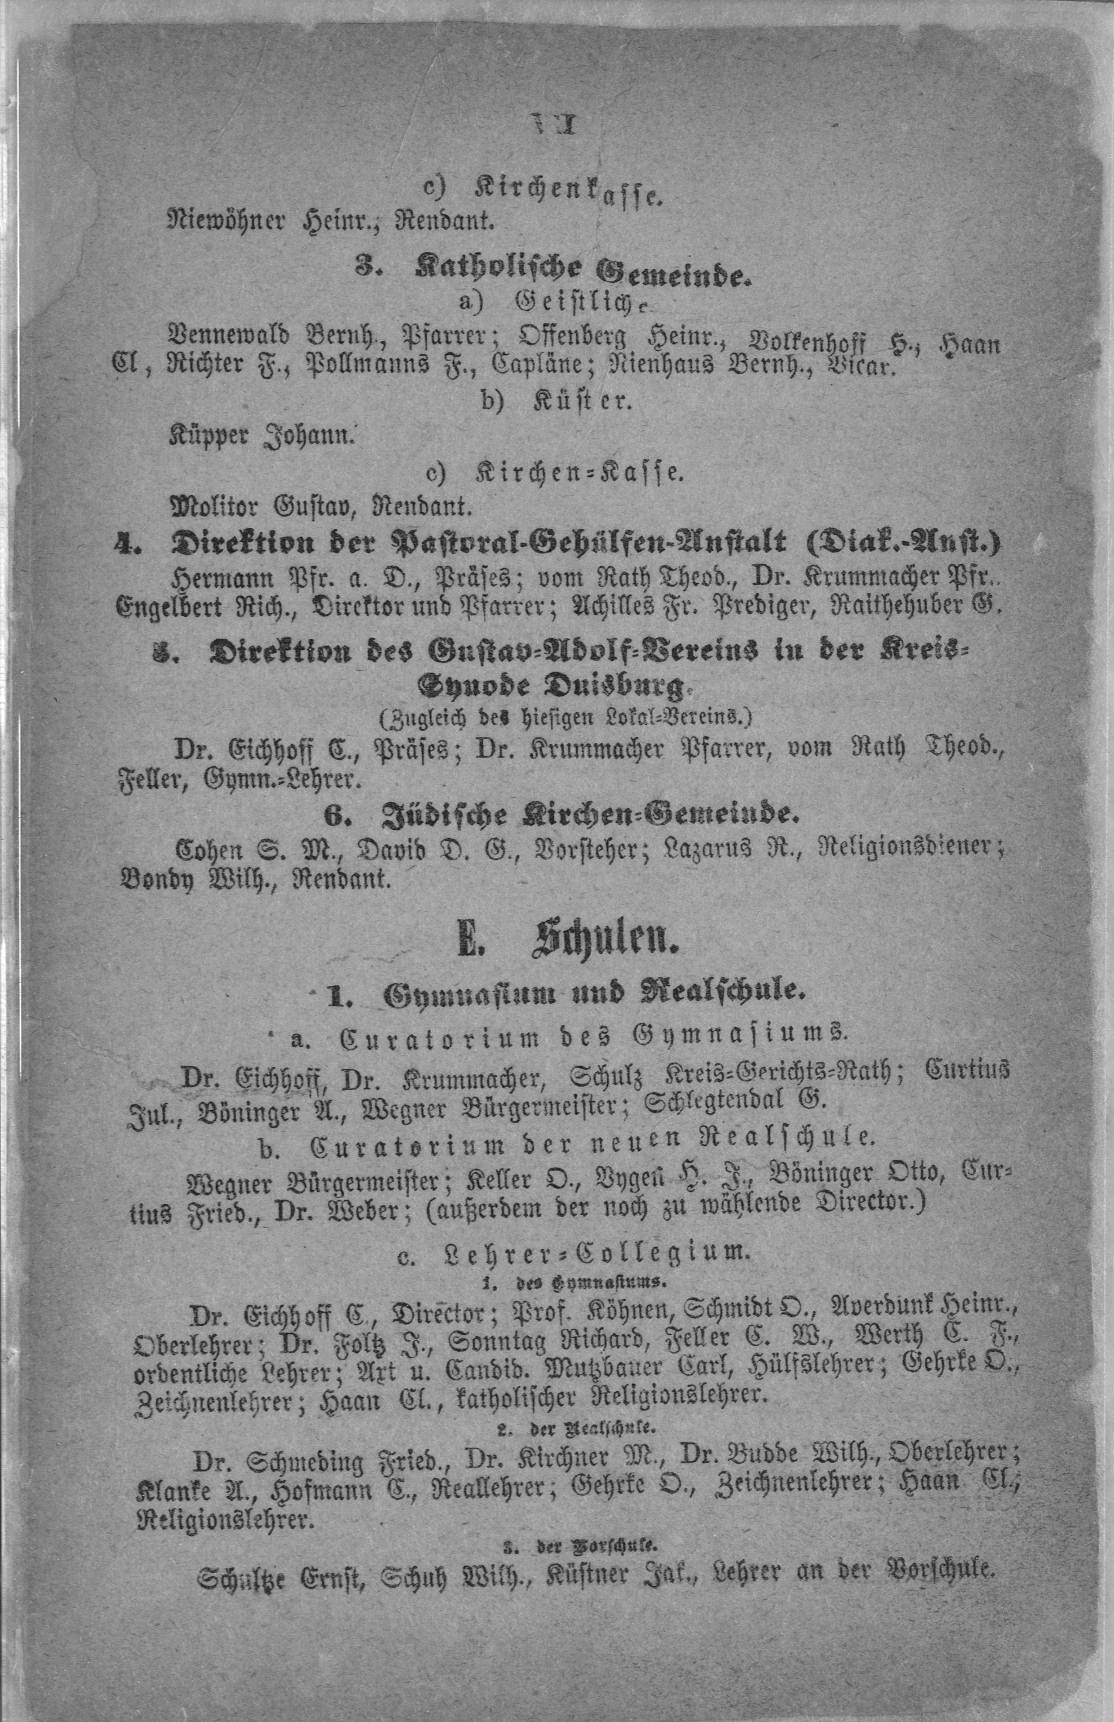 VII
c) Kirchenkasse.
Niewöhner Heinr., Rendant.
3. Katholische Gemeinde.
a) Geistliche
Vennewald Bernh., Pfarrer; Offenberg Heinr., Volkenhoff H., Haan
Cl, Richter F., Pollmanns F., Capläne; Nienhaus Bernh., Vicar.
b) Küster.
Küpper Johann.
c) Kirchen-Kasse.
Molitor Gustav, Rendant.
4. Direktion der Pastoral-Gehülfen-Anstalt (Diak.-Anst.)
Hermann Pfr. a. D., Präses; vom Rath Theod., Dr. Krummacher Pfr.,
Engelbert Rich., Direktor und Pfarrer; Achilles Fr. Prediger, Raithehuber G.
5. Direktion des Gustav-Adolf-Vereins in der Kreis-
Synode Duisburg.
(Zugleich des hiesigen Lokal-Vereins.)
Dr. Eichhoff C., Präses; Dr. Krummacher Pfarrer, vom Rath Theod.,
Feller, Gymn.-Lehrer.
6. Jüdische Kirchen-Gemeinde.
Cohen S. M., David D. G., Vorsteher; Lazarus R., Religionsdiener;
Bondy Wilh., Rendant.
E. Schulen.
1. Gymnasium und Realschule.
a. Curatorium des Gymnasiums.
Dr. Eichhoff, Dr. Krummacher, Schulz Kreis-Gerichts-Rath; Curtius
Jul., Böninger A., Wegner Bürgermeister; Schlegtendal G.
b. Curatorium der neuen Realschule.
Wegner Bürgermeister; Keller O., Vygen H. J., Böninger Otto, Cur-
tius Fried., Dr. Weber; (außerdem der noch zu wählende Director.)
c. Lehrer-Collegium.
1. des Gymnasiums.
Dr. Eichhoff C., Director; Prof. Köhnen, Schmidt O., Averdunk Heinr.,
Oberlehrer; Dr. Foltz J., Sonntag Richard, Feller C. W., Werth C. F.,
ordentliche Lehrer; Axt u. Candid. Mutzbauer Carl, Hülfslehrer; Gehrke O.,
Zeichnenlehrer; Haan Cl., katholischer Religionslehrer.
2. der Realschule.
Dr. Schmeding Fried., Dr. Kirchner M., Dr. Budde Wilh., Oberlehrer;
Klanke A., Hofmann C., Reallehrer; Gehrke O., Zeichnenlehrer; Haan Cl.,
Religionslehrer.
3. der Vorschule.
Schultze Ernst, Schuh Wilh., Küstner Jak., Lehrer an der Vorschule.